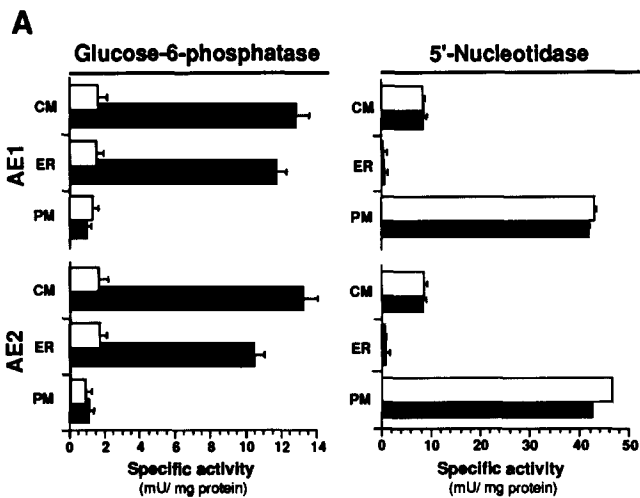 A
Glucose-6-phosphatase 5'-Nucleotidase
AE1
CM CM
ER ER
PM PM
AE2
CM CM
ER ER
PM PM
0 2 4 6 8 10 12 14 0 10 20 30 40 50
Specific activity Specific activity
(mU/ mg protein) (mU/ mg protein)